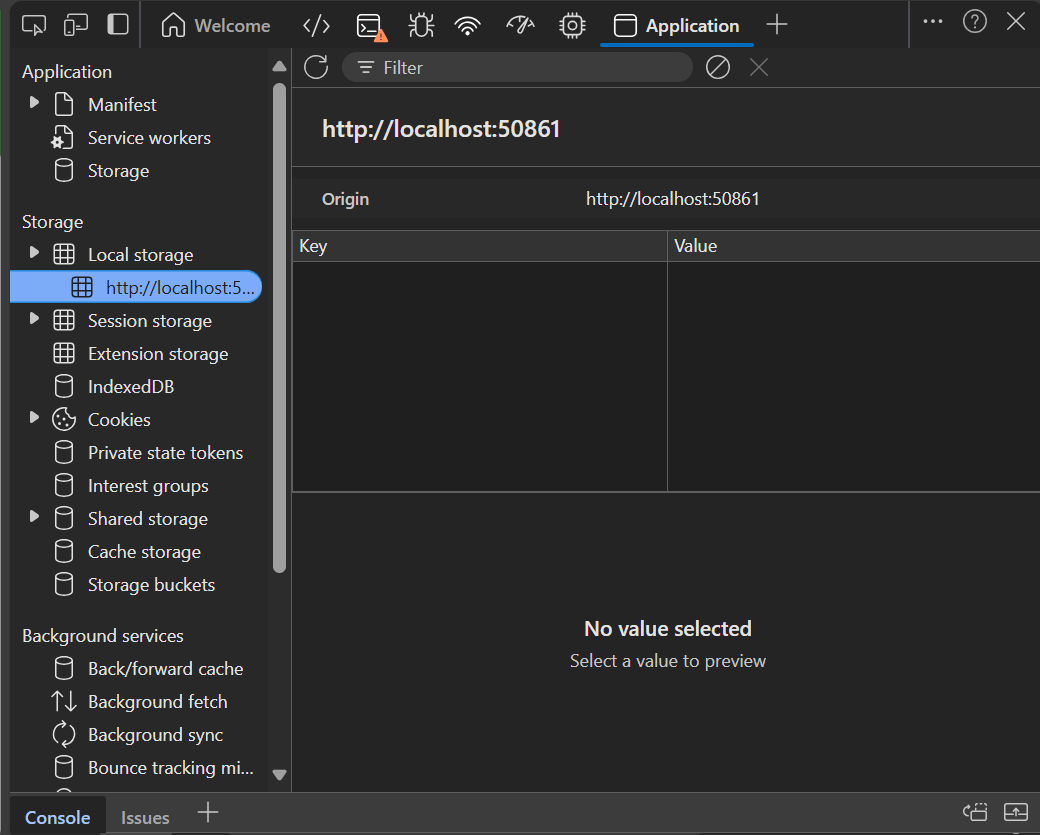 Welcome
Application
Application
Manifest
Service workers
Storage
Storage
Local storage
http://localhost:5...
Session storage
Extension storage
IndexedDB
Cookies
Private state tokens
Interest groups
Shared storage
Cache storage
Storage buckets
Background services
Back/forward cache
Background fetch
Background sync
Bounce tracking mi...
Filter
http://localhost:50861
Origin http://localhost:50861
Key Value
No value selected
Select a value to preview
Console Issues